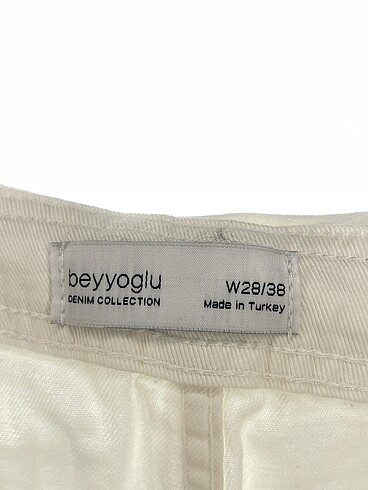 beyyoglu
DENIM COLLECTION
W28/38
Made in Turkey